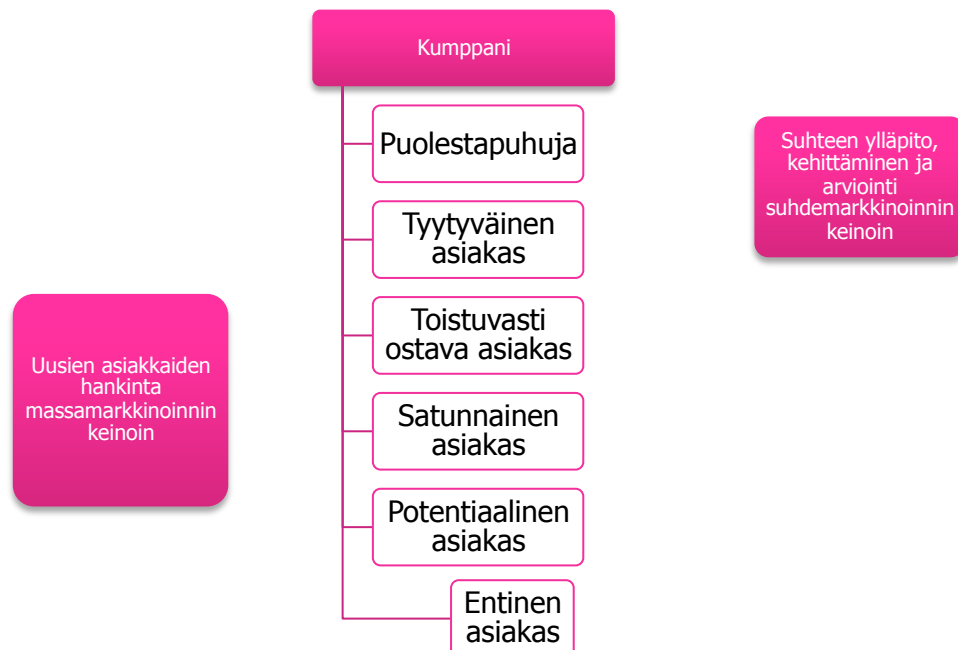 Kumppani
Puolestapuhuja
Tyytyväinen
asiakas
Toistuvasti
ostava asiakas
Satunnainen
asiakas
Potentiaalinen
asiakas
Entinen
asiakas
Uusien asiakkaiden
hankinta
massamarkkinoinnin
keinoin
Suhteen ylläpito,
kehittäminen ja
arviointi
suhdemarkkinoinnin
keinoin